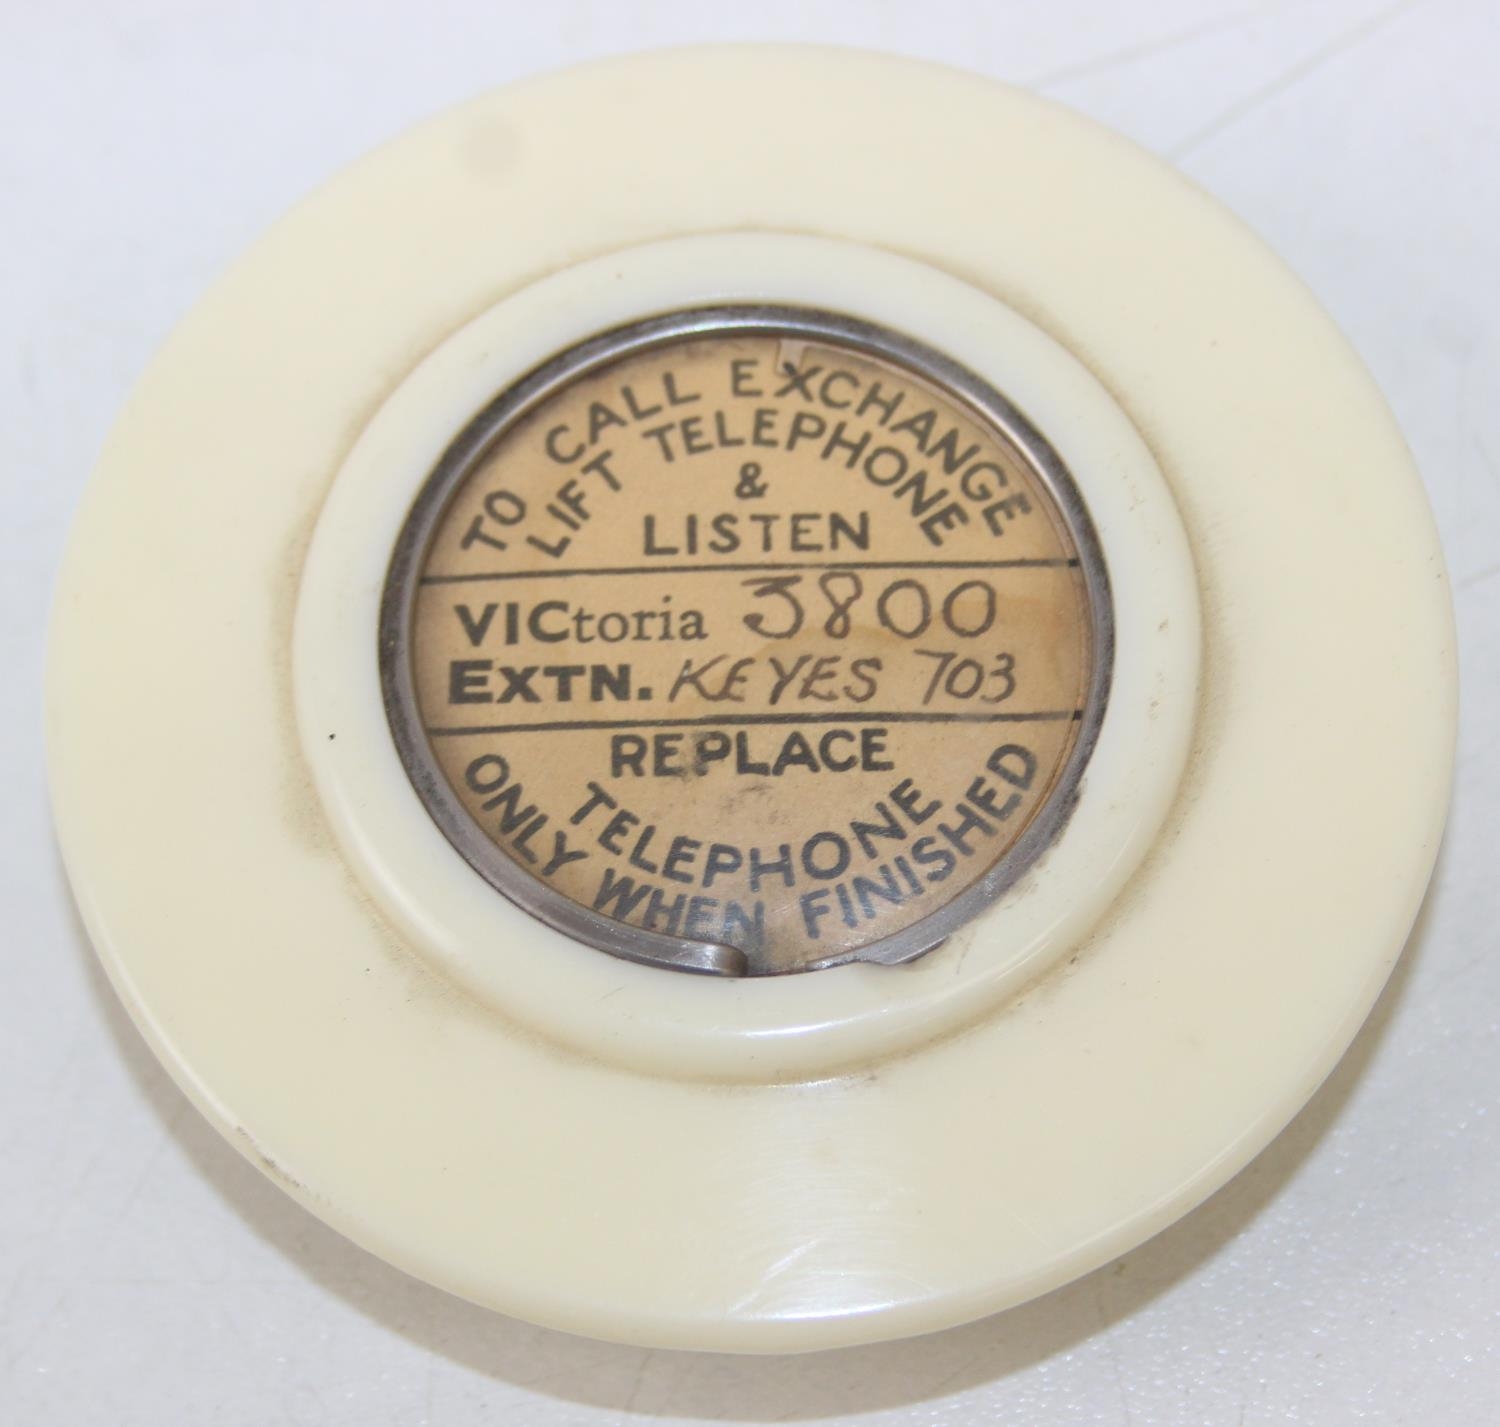 TO CALL EXCHANGE
LIFT TELEPHONE
&
LISTEN
VICtoria 3800
EXTN. KEYES 703
REPLACE
TELEPHONE
ONLY WHEN FINISHED